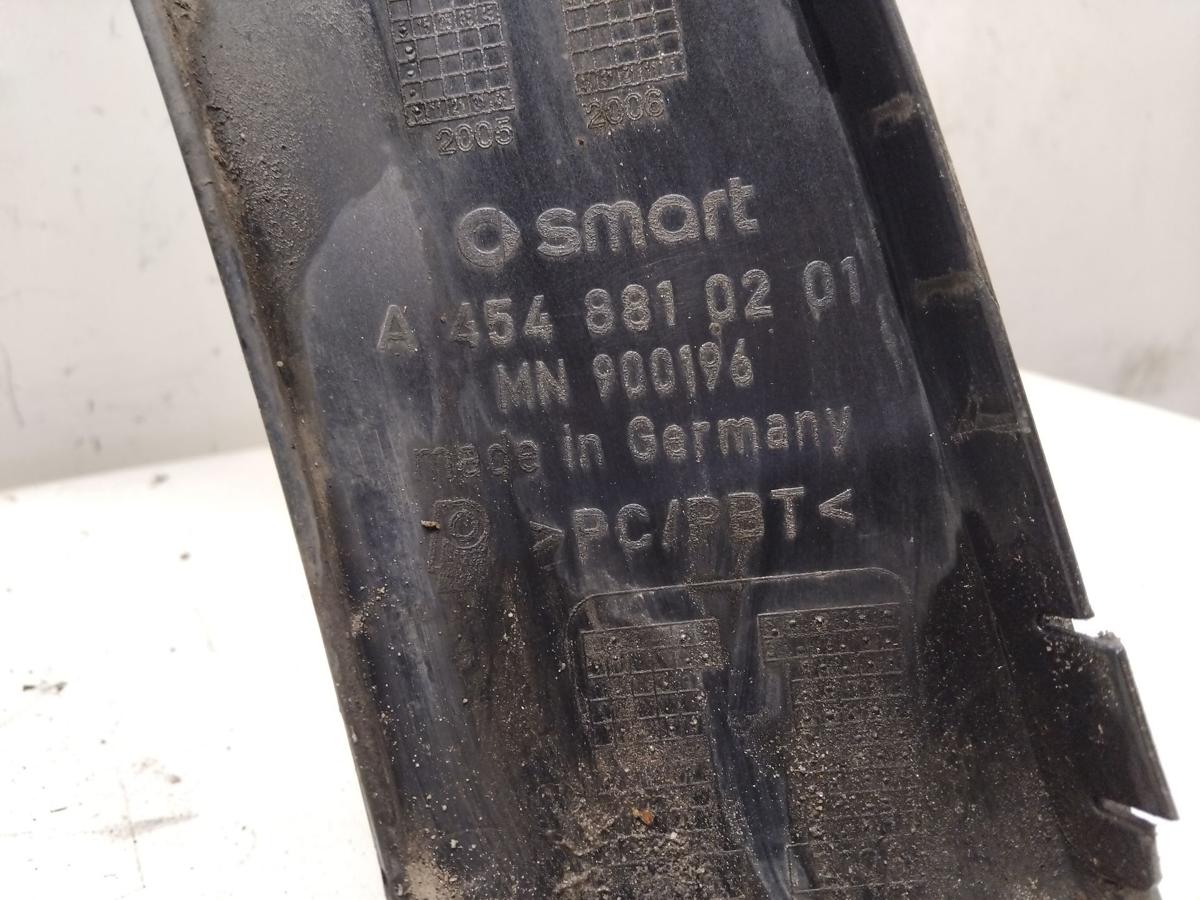 2005
2006
smart
A 454 881 02 01
MN 900196
made in Germany
>PC/PBT<